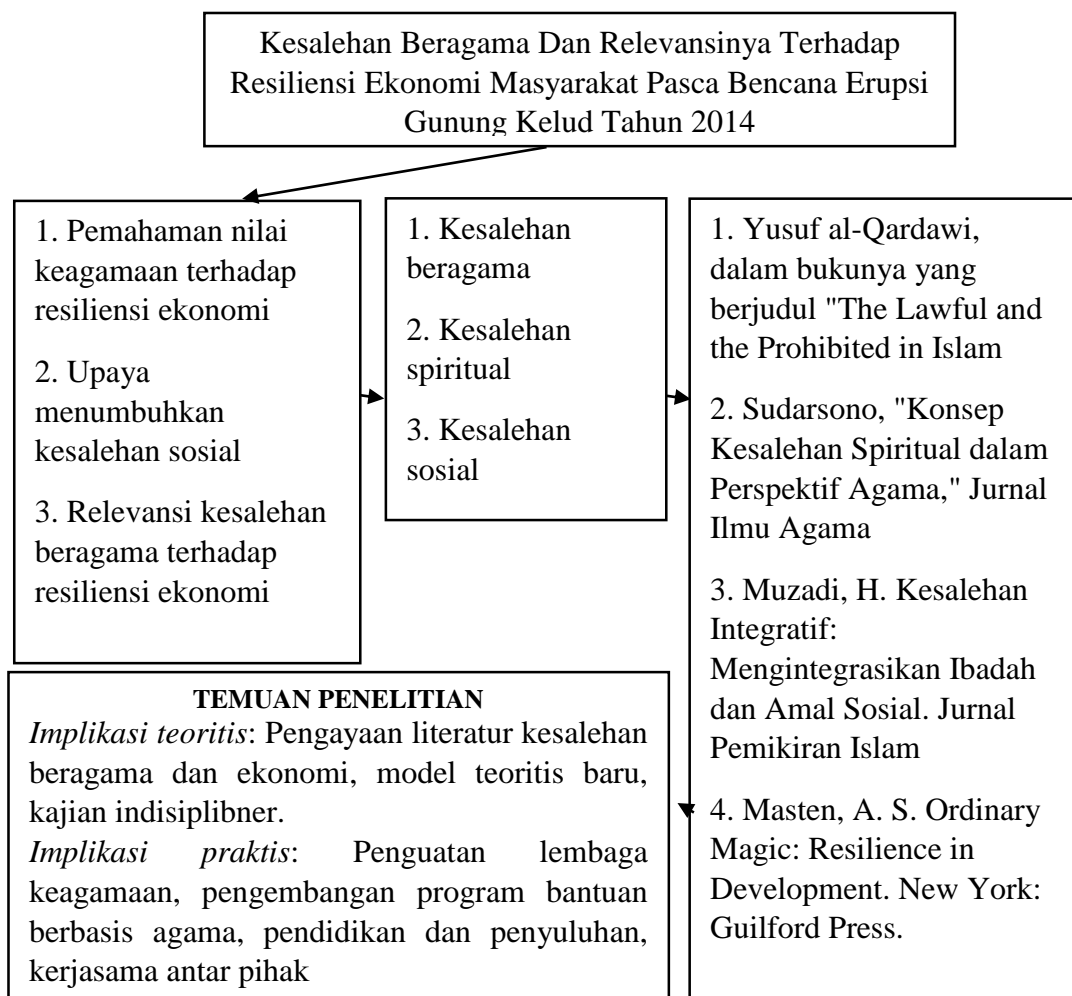 Kesalehan Beragama Dan Relevansinya Terhadap
Resiliensi Ekonomi Masyarakat Pasca Bencana Erupsi
Gunung Kelud Tahun 2014
1. Pemahaman nilai
keagamaan terhadap
resiliensi ekonomi
2. Upaya
menumbuhkan
kesalehan sosial
3. Relevansi kesalehan
beragama terhadap
resiliensi ekonomi
1. Kesalehan
beragama
2. Kesalehan
spiritual
3. Kesalehan
sosial
1. Yusuf al-Qardawi,
dalam bukunya yang
berjudul "The Lawful and
the Prohibited in Islam
2. Sudarsono, "Konsep
Kesalehan Spiritual dalam
Perspektif Agama," Jurnal
Ilmu Agama
3. Muzadi, H. Kesalehan
Integratif:
Mengintegrasikan Ibadah
dan Amal Sosial. Jurnal
Pemikiran Islam
4. Masten, A. S. Ordinary
Magic: Resilience in
Development. New York:
Guilford Press.
TEMUAN PENELITIAN
Implikasi teoritis: Pengayaan literatur kesalehan
beragama dan ekonomi, model teoritis baru,
kajian indisiplibner.
Implikasi praktis: Penguatan lembaga
keagamaan, pengembangan program bantuan
berbasis agama, pendidikan dan penyuluhan,
kerjasama antar pihak